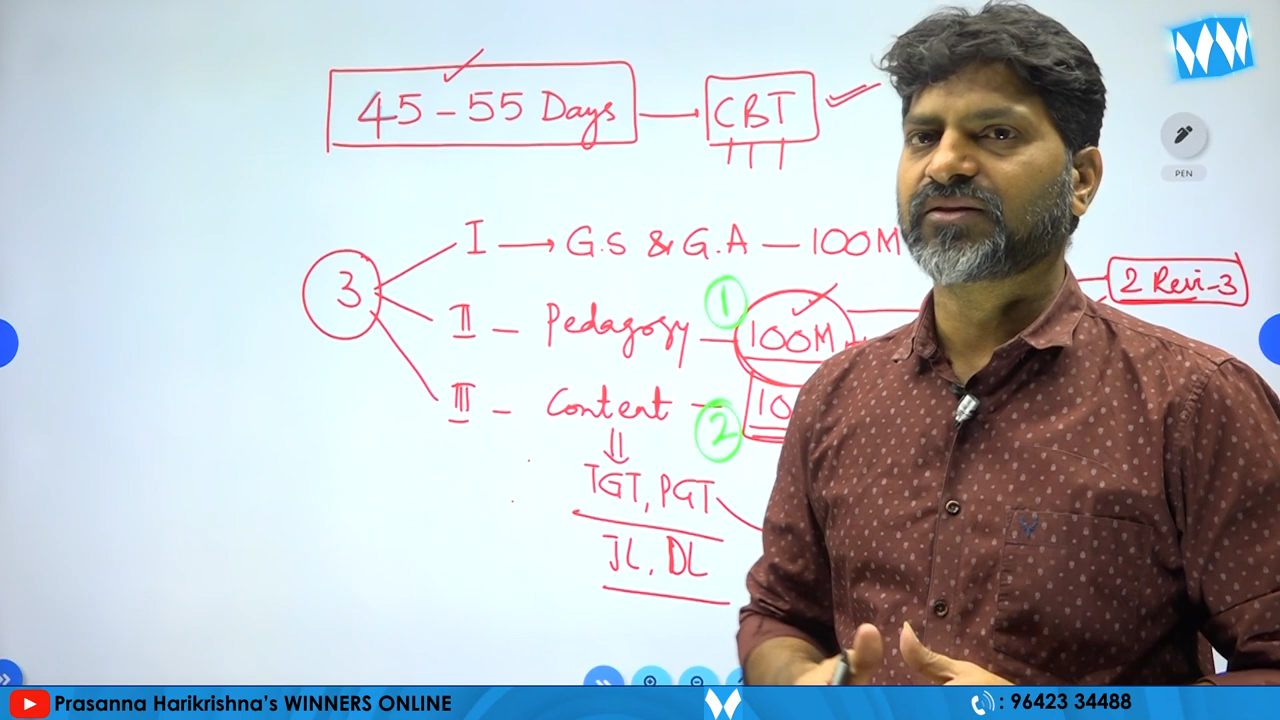 45-55 Days → CBT
I → G.S & G.A - 100M
2 Revi-3
3
II - Pedagogy - 100M
1
III - Content - 10
2
TGT, PGT
JL, DL
PEN
Prasanna Harikrishna's WINNERS ONLINE
: 96423 34488